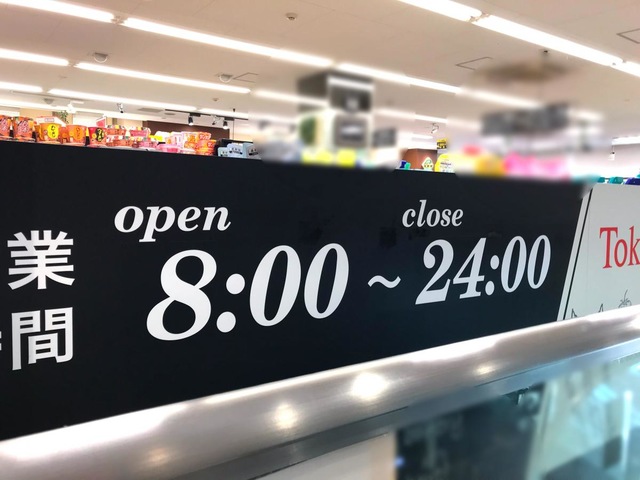 業
間
open close
8:00 ~ 24:00
Tok